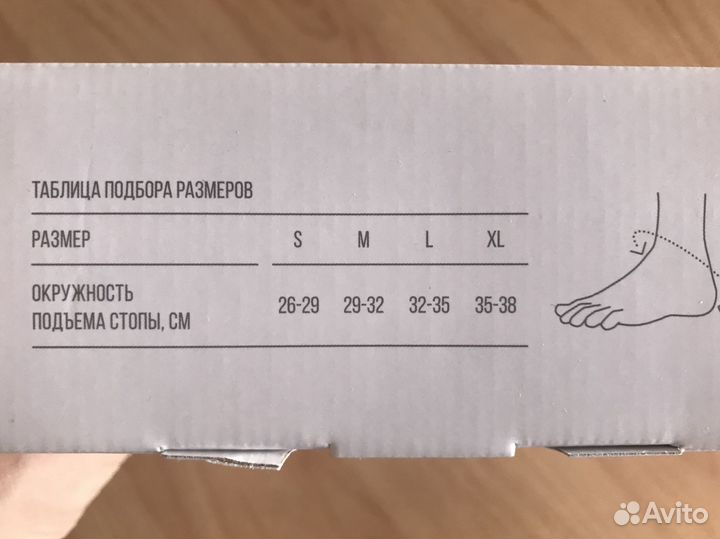 ТАБЛИЦА ПОДБОРА РАЗМЕРОВ
РАЗМЕР S M L XL
ОКРУЖНОСТЬ
ПОДЪЕМА СТОПЫ, СМ 26-29 29-32 32-35 35-38
Avito